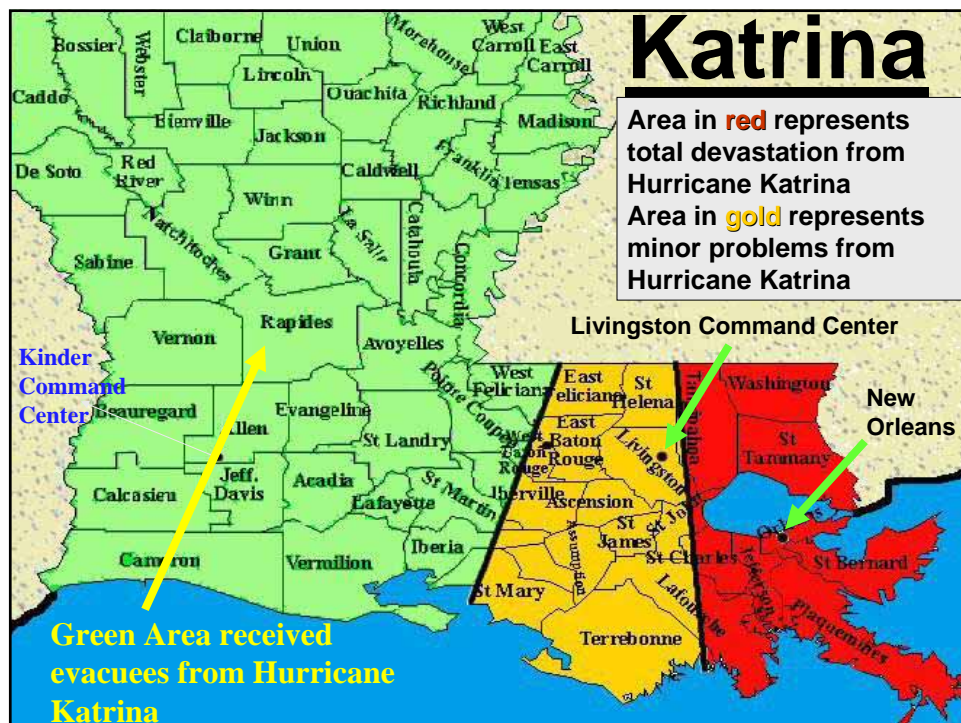 Katrina
Area in red represents
total devastation from
Hurricane Katrina
Area in gold represents
minor problems from
Hurricane Katrina
Livingston Command Center
New
Orleans
Kinder
Command
Center
Green Area received
evacuees from Hurricane
Katrina
Bossier
Webster
Claiborne
Union
Morehouse
West
Carroll
East
Carroll
Caddo
Lincoln
Ouachita
Richland
Madison
Bienville
Jackson
De Soto
Red
River
Caldwell
Franklin
Tensas
Winn
Natchitoches
La Salle
Catahoula
Concordia
Sabine
Grant
Vernon
Rapides
Avoyelles
Beauregard
Allen
Evangeline
St Landry
Pointe Coupee
West
Feliciana
East
Feliciana
St
Helena
Tangipahoa
Washington
West
Baton
Rouge
East
Baton
Rouge
Livingston
St
Tammany
Calcasieu
Jeff.
Davis
Acadia
Lafayette
St Martin
Iberville
Ascension
St John
Orleans
Cameron
Vermilion
Iberia
Assumption
St
James
St Charles
Jefferson
St Bernard
St Mary
Lafourche
Plaquemines
Terrebonne